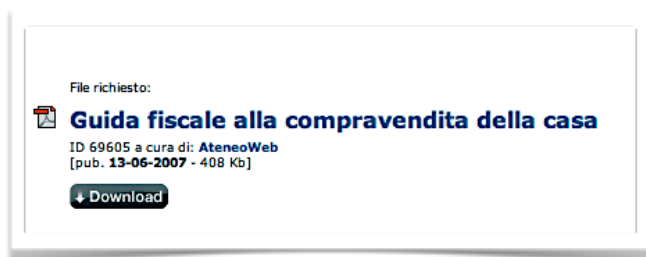 File richiesto:
Guida fiscale alla compravendita della casa
ID 69605 a cura di: AteneoWeb
[pub. 13-06-2007 - 408 Kb]
Download